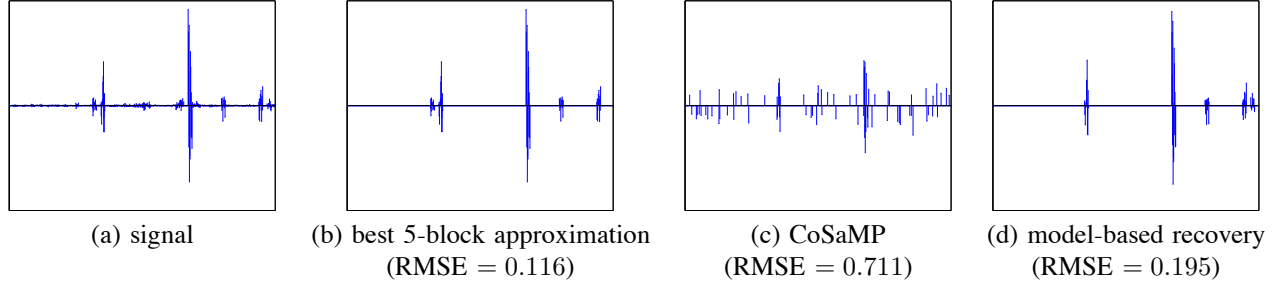 (a) signal
(b) best 5-block approximation
(RMSE = 0.116)
(c) CoSaMP
(RMSE = 0.711)
(d) model-based recovery
(RMSE = 0.195)